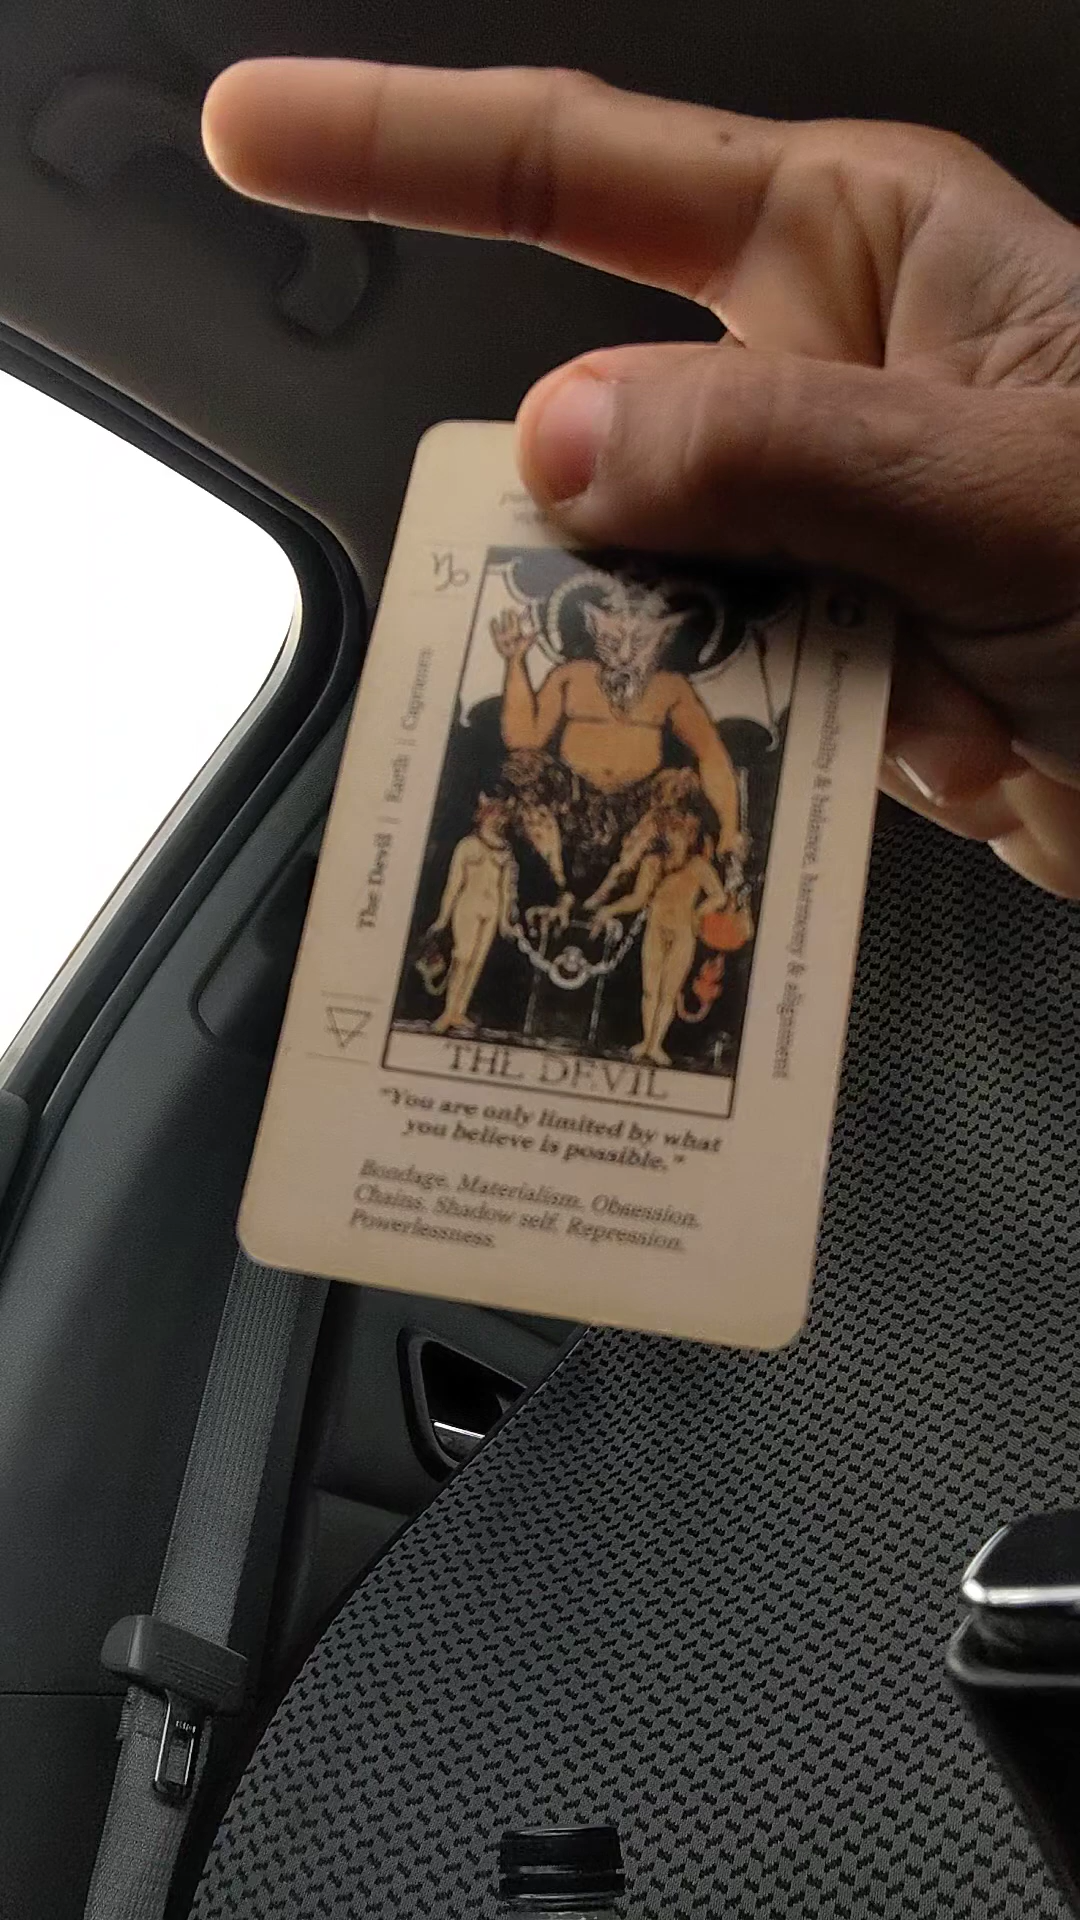 The Devil | Earth | Capricorn
Responsibility & balance, harmony & alignment
THE DEVIL
"You are only limited by what
you believe is possible."
Bondage. Materialism. Obsession.
Chains. Shadow self. Repression.
Powerlessness.